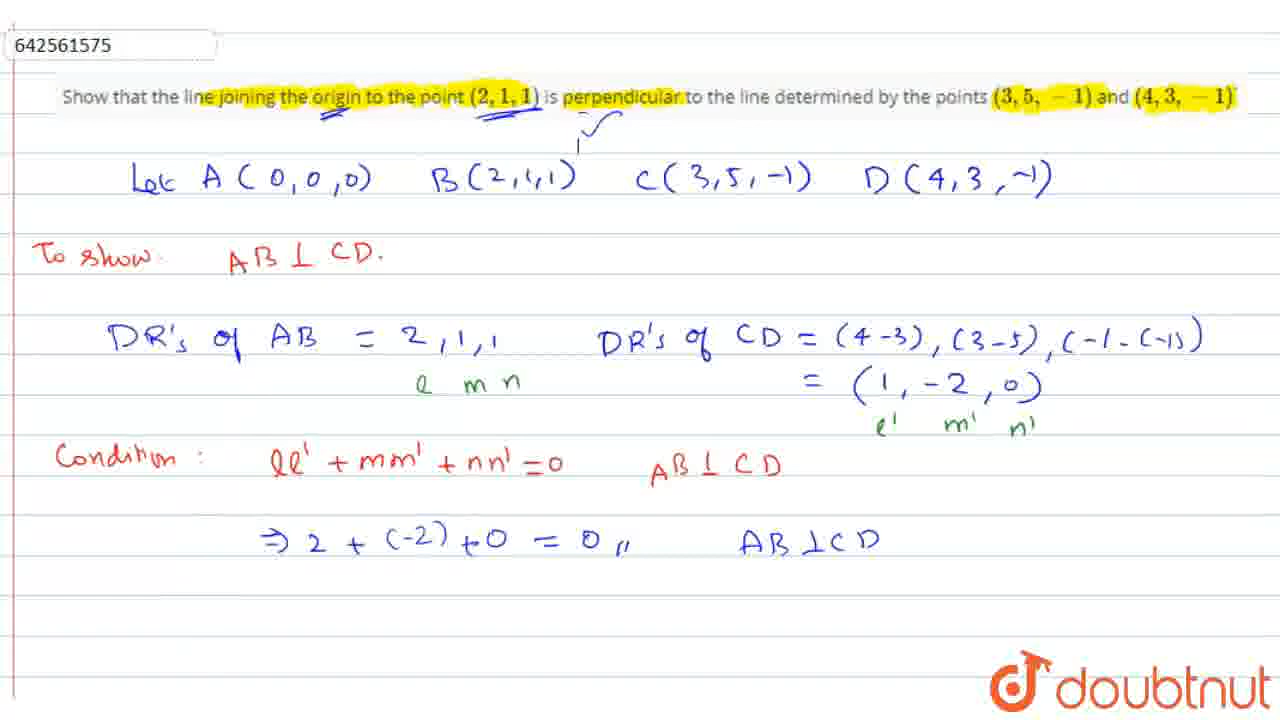 642561575
Show that the line joining the origin to the point (2, 1, 1) is perpendicular to the line determined by the points (3, 5, −1) and (4, 3, −1)
Let A(0,0,0) B(2,1,1) C(3,5,-1) D(4,3,-1)
To show: AB⊥CD.
DR's of AB = 2,1,1 DR's of CD = (4-3), (3-5), (-1-(-1))
= (1, -2, 0)
l m n
l' m' n'
Condition: ll' + mm' + nn' = 0 AB⊥CD
⇒ 2 + (-2) + 0 = 0 ,, AB⊥CD
doubtnut